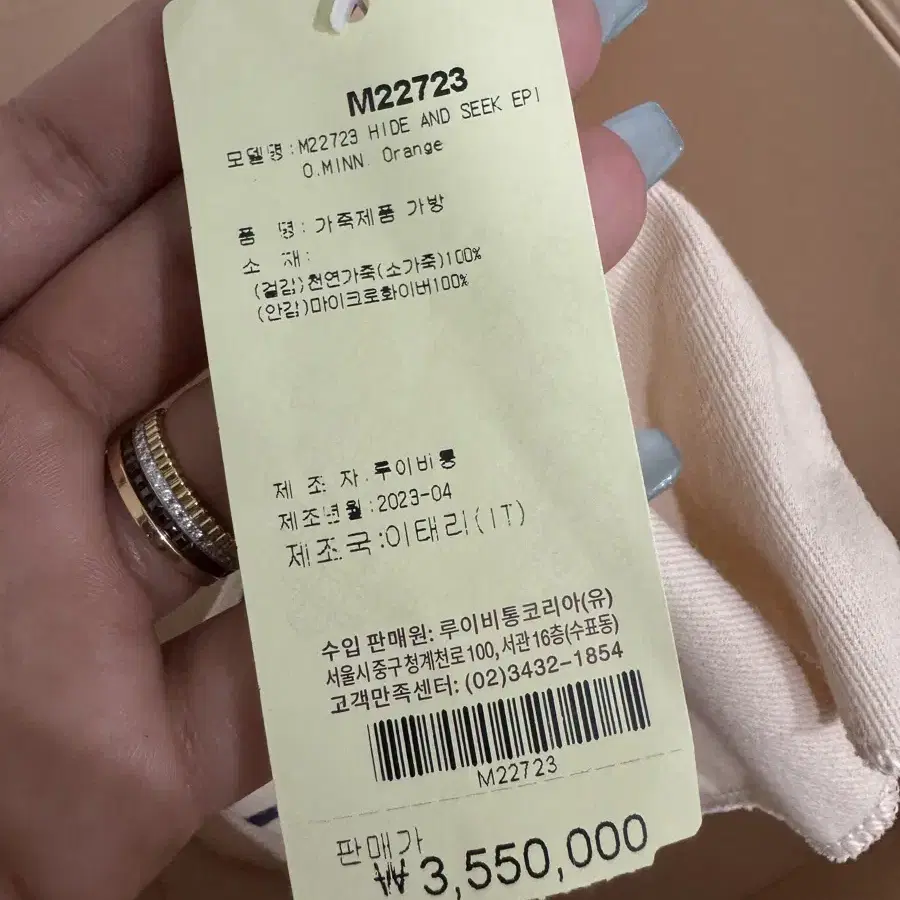 M22723
모델명:M22723 HIDE AND SEEK EPI
O.MINN. Orange
품 명: 가죽제품 가방
소 재:
(겉감)천연가죽(소가죽)100%
(안감)마이크로화이버100%
제 조 자:루이비통
제조년월:2023-04
제조국:이태리(IT)
수입 판매원: 루이비통코리아(유)
서울시 중구 청계천로 100, 서관 16층(수표동)
고객만족센터: (02)3432-1854
M22723
판매가
₩3,550,000